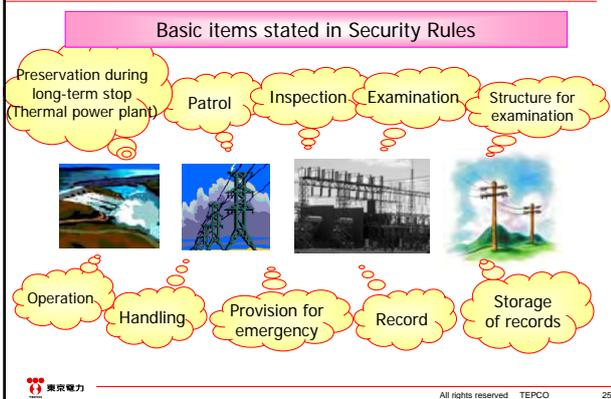 Basic items stated in Security Rules
Preservation during
long-term stop
(Thermal power plant)
Patrol
Inspection
Examination
Structure for
examination
Operation
Handling
Provision for
emergency
Record
Storage
of records
東京電力
TEPCO
All rights reserved TEPCO
25